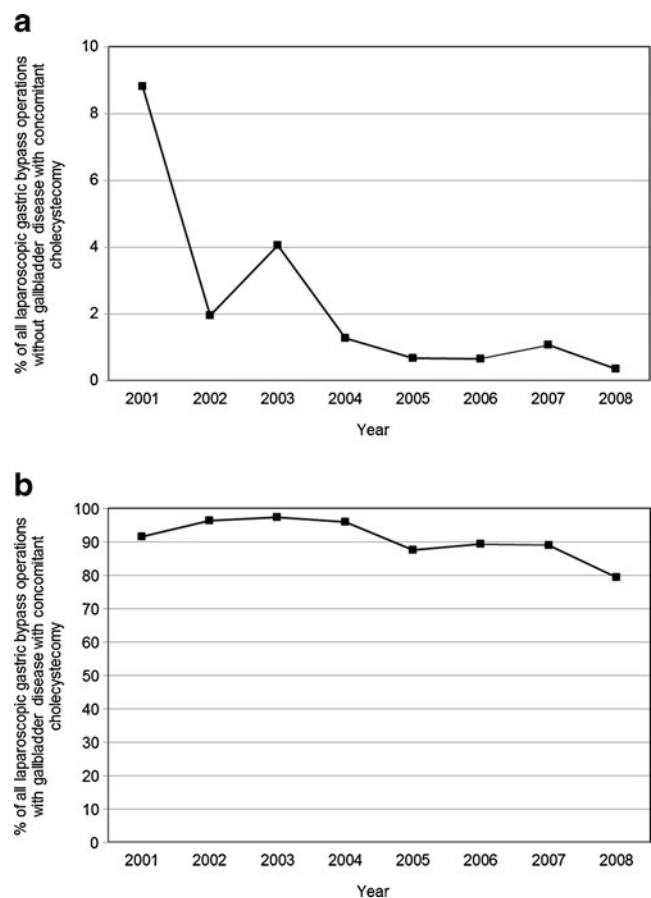 a
% of all laparoscopic gastric bypass operations
without gallbladder disease with concomitant
cholecystecomy
10
8
6
4
2
0
2001 2002 2003 2004 2005 2006 2007 2008
Year
b
% of all laparoscopic gastric bypass operations
with gallbladder disease with concomitant
cholecystecomy
100
90
80
70
60
50
40
30
20
10
0
2001 2002 2003 2004 2005 2006 2007 2008
Year